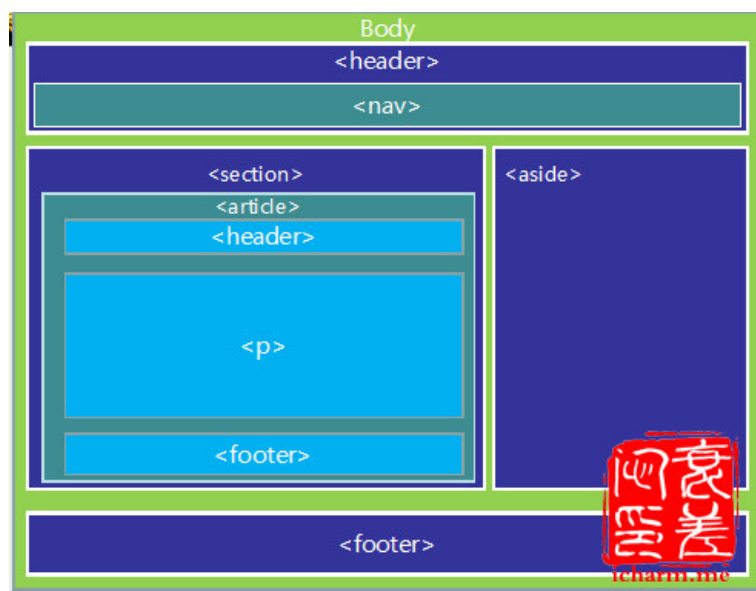 Body
<header>
<nav>
<section>
<aside>
<article>
<header>
<p>
<footer>
<footer>
icharm.me